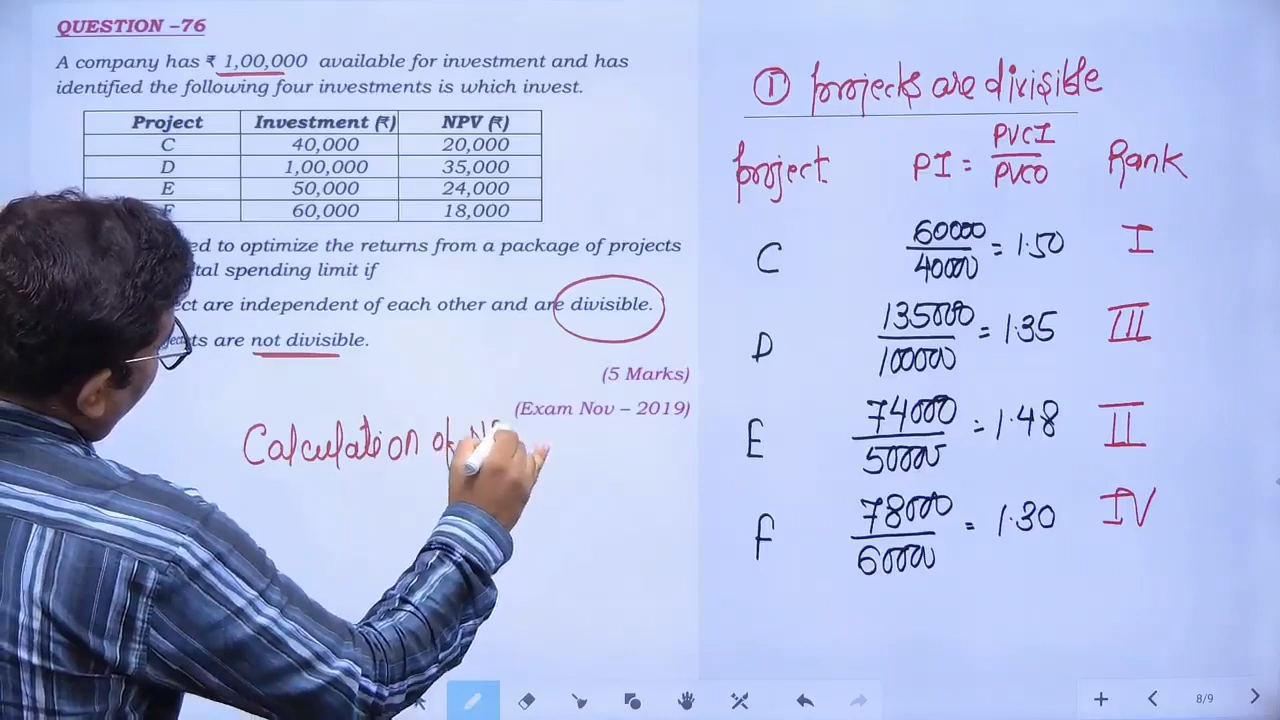 QUESTION –76
A company has ₹ 1,00,000 available for investment and has
identified the following four investments is which invest.
Project Investment (₹) NPV (₹)
C 40,000 20,000
D 1,00,000 35,000
E 50,000 24,000
F 60,000 18,000
ed to optimize the returns from a package of projects
tal spending limit if
ect are independent of each other and are divisible.
ts are not divisible.
(5 Marks)
(Exam Nov – 2019)
Calculation of
① projects are divisible
project PI = PVCI Rank
PVCO
C 60000 = 1.50 I
40000
D 135000 = 1.35 III
100000
E 74000 = 1.48 II
50000
F 78000 = 1.30 IV
60000
8/9